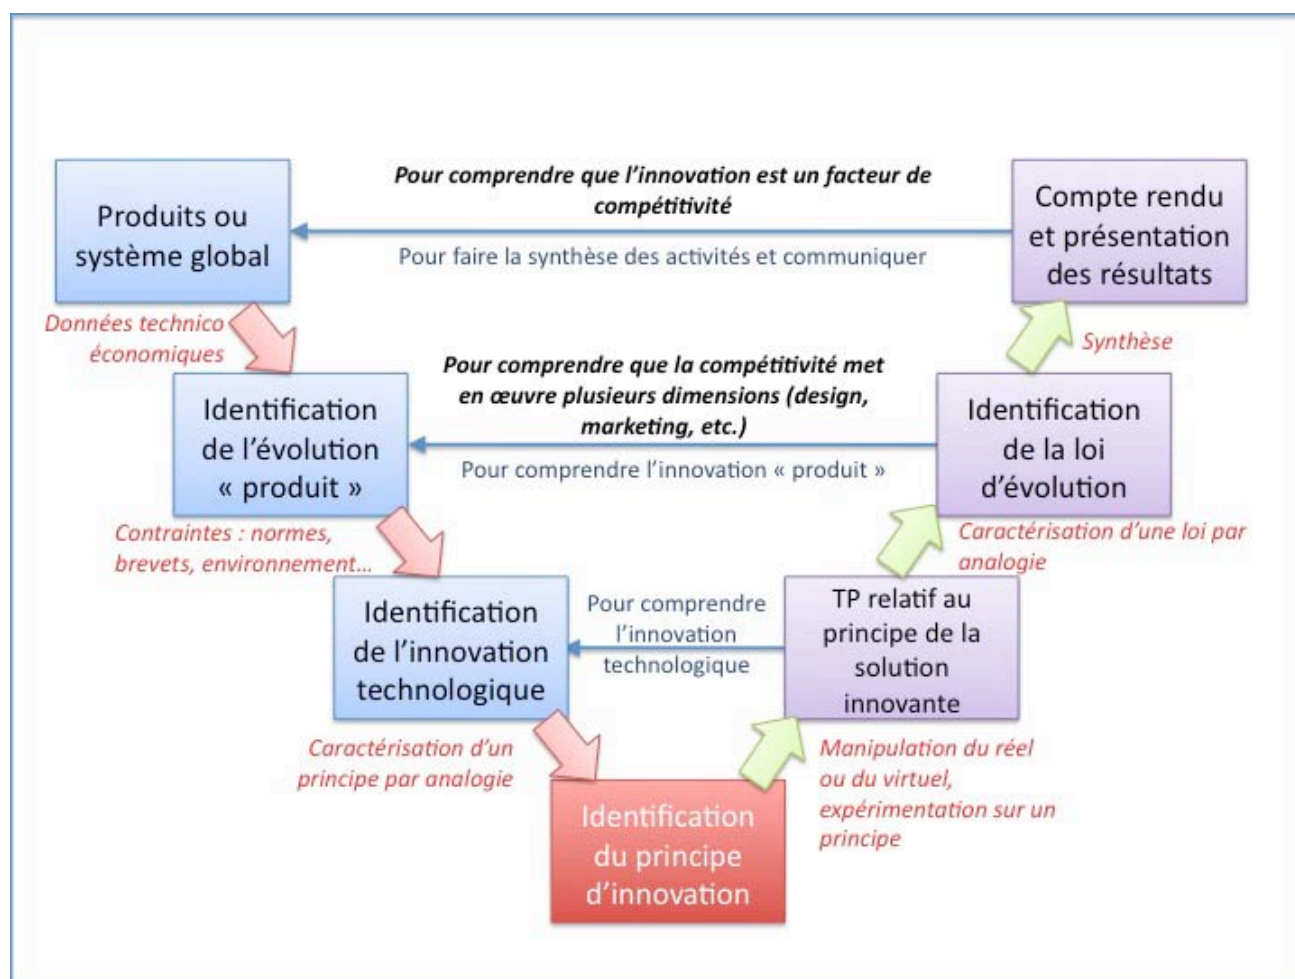 Produits ou
système global
Pour comprendre que l'innovation est un facteur de
compétitivité
Pour faire la synthèse des activités et communiquer
Compte rendu
et présentation
des résultats
Données technico
économiques
Synthèse
Identification
de l'évolution
« produit »
Pour comprendre que la compétitivité met
en œuvre plusieurs dimensions (design,
marketing, etc.)
Pour comprendre l'innovation « produit »
Identification
de la loi
d'évolution
Contraintes : normes,
brevets, environnement…
Caractérisation d'une loi par
analogie
Identification
de l'innovation
technologique
Pour comprendre
l'innovation
technologique
TP relatif au
principe de la
solution
innovante
Caractérisation d'un
principe par analogie
Manipulation du réel
ou du virtuel,
expérimentation sur un
principe
Identification
du principe
d'innovation